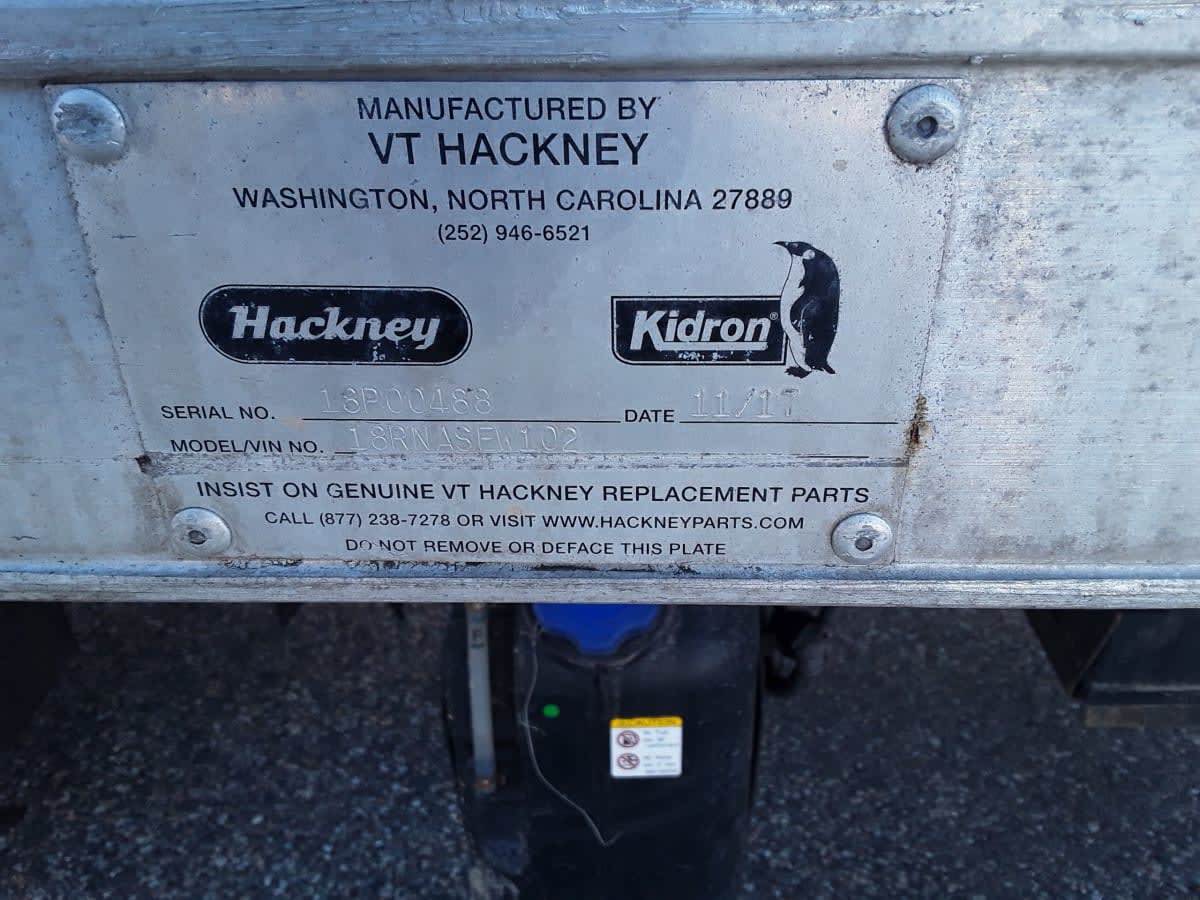 MANUFACTURED BY
VT HACKNEY
WASHINGTON, NORTH CAROLINA 27889
(252) 946-6521
Hackney
Kidron®
SERIAL NO. 18P00488 DATE 11/17
MODEL/VIN NO. 18RNASFW102
INSIST ON GENUINE VT HACKNEY REPLACEMENT PARTS
CALL (877) 238-7278 OR VISIT WWW.HACKNEYPARTS.COM
DO NOT REMOVE OR DEFACE THIS PLATE
CAUTION